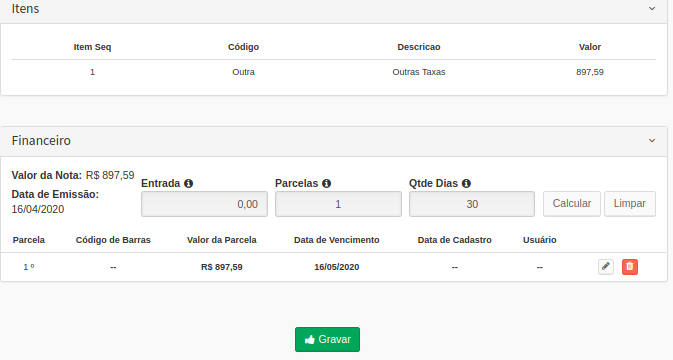 Itens
Item Seq Código Descricao Valor
1 Outra Outras Taxas 897,59
Financeiro
Valor da Nota: R$ 897,59
Data de Emissão:
16/04/2020
Entrada Parcelas Qtde Dias
0,00 1 30 Calcular Limpar
Parcela Código de Barras Valor da Parcela Data de Vencimento Data de Cadastro Usuário
1 º -- R$ 897,59 16/05/2020 -- --
Gravar